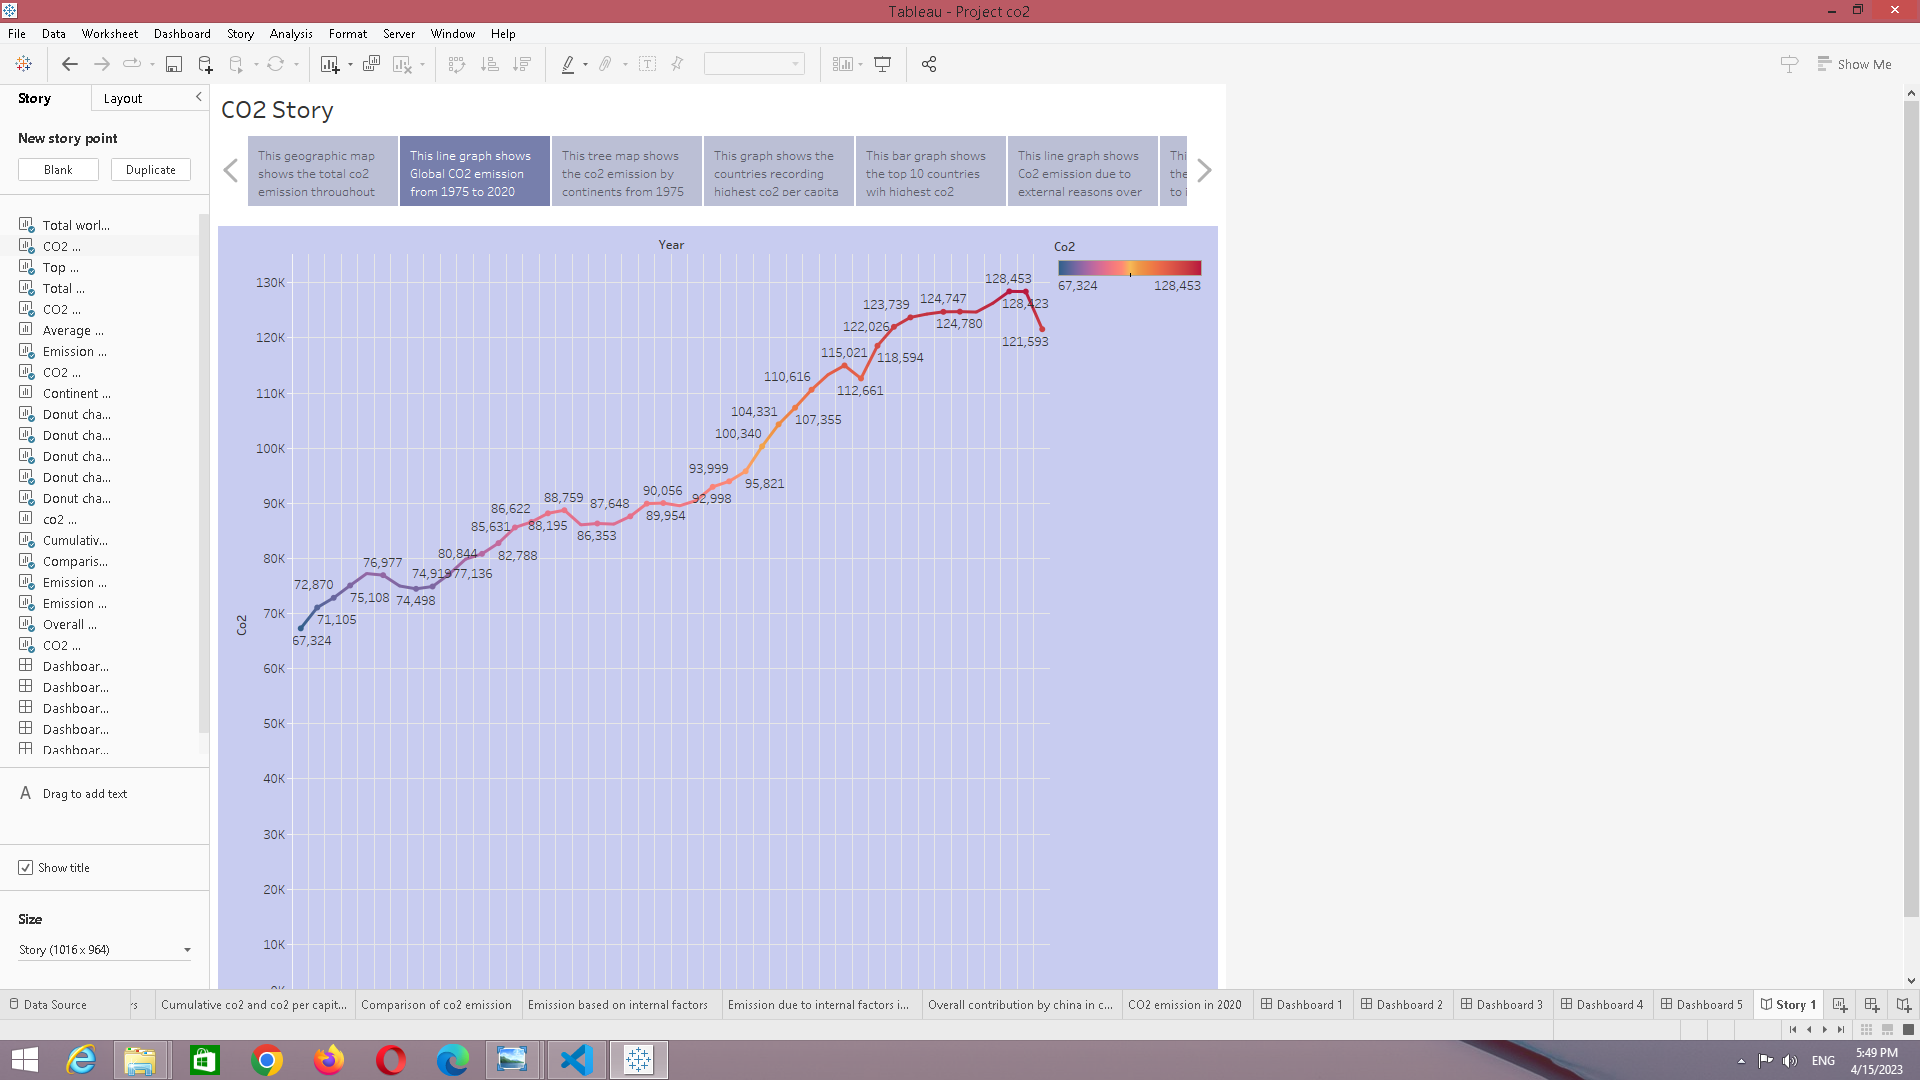 Tableau - Project co2
File Data Worksheet Dashboard Story Analysis Format Server Window Help
Show Me
Story Layout
New story point
Blank Duplicate
Total worl...
CO2 ...
Top ...
Total ...
CO2 ...
Average ...
Emission ...
CO2 ...
Continent ...
Donut cha...
Donut cha...
Donut cha...
Donut cha...
Donut cha...
co2 ...
Cumulativ...
Comparis...
Emission ...
Emission ...
Overall ...
CO2 ...
Dashboar...
Dashboar...
Dashboar...
Dashboar...
Dashboar...
A Drag to add text
Show title
Size
Story (1016 x 964)
CO2 Story
This geographic map
shows the total co2
emission throughout
This line graph shows
Global CO2 emission
from 1975 to 2020
This tree map shows
the co2 emission by
continents from 1975
This graph shows the
countries recording
highest co2 per capita
This bar graph shows
the top 10 countries
wih highest co2
This line graph shows
Co2 emission due to
external reasons over
Thi
the
to i
Year
Co2
67,324 128,453
130K
120K
110K
100K
90K
80K
70K
60K
50K
40K
30K
20K
10K
Co2
67,324
71,105
72,870
75,108
76,977
74,498
74,919
77,136
80,844
82,788
85,631
86,622
88,195
88,759
86,353
87,648
90,056
89,954
92,998
93,999
95,821
100,340
104,331
107,355
110,616
115,021
112,661
118,594
122,026
123,739
124,747
124,780
128,453
128,423
121,593
Data Source rs Cumulative co2 and co2 per capit... Comparison of co2 emission Emission based on internal factors Emission due to internal factors i... Overall contribution by china in c... CO2 emission in 2020 Dashboard 1 Dashboard 2 Dashboard 3 Dashboard 4 Dashboard 5 Story 1
ENG
5:49 PM
4/15/2023